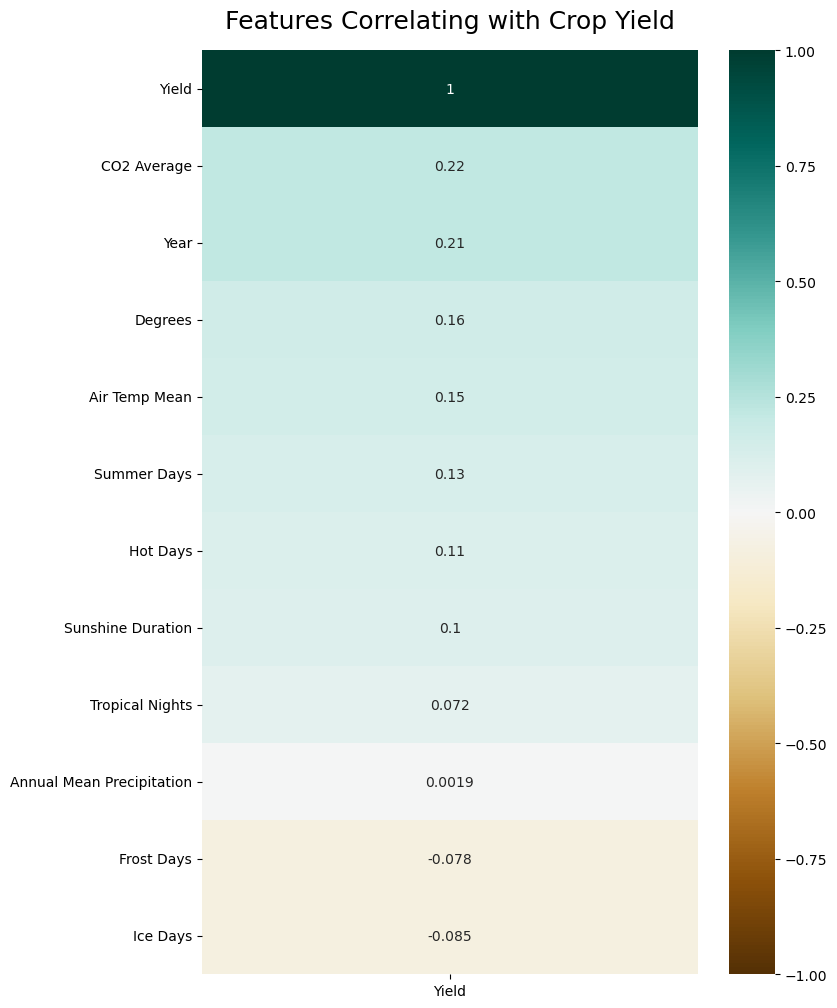 Features Correlating with Crop Yield
Yield
1
CO2 Average
0.22
Year
0.21
Degrees
0.16
Air Temp Mean
0.15
Summer Days
0.13
Hot Days
0.11
Sunshine Duration
0.1
Tropical Nights
0.072
Annual Mean Precipitation
0.0019
Frost Days
-0.078
Ice Days
-0.085
Yield
1.00
0.75
0.50
0.25
0.00
−0.25
−0.50
−0.75
−1.00